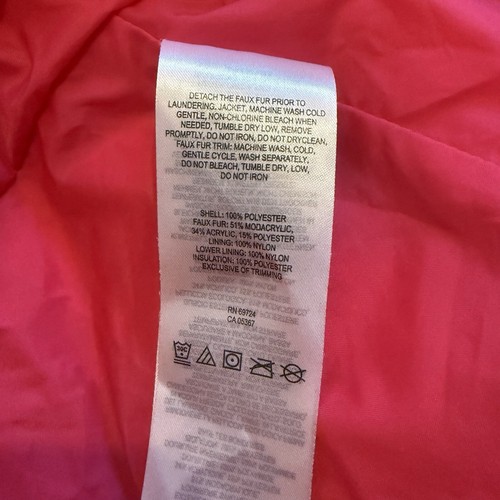 DETACH THE FAUX FUR PRIOR TO
LAUNDERING, JACKET, MACHINE WASH COLD
GENTLE, NON-CHLORINE BLEACH WHEN
NEEDED, TUMBLE DRY LOW, REMOVE
PROMPTLY, DO NOT IRON, DO NOT DRYCLEAN,
FAUX FUR TRIM: MACHINE WASH, COLD,
GENTLE CYCLE, WASH SEPARATELY,
DO NOT BLEACH, TUMBLE DRY, LOW,
DO NOT IRON
SHELL: 100% POLYESTER
FAUX FUR: 51% MODACRYLIC,
34% ACRYLIC, 15% POLYESTER
LINING: 100% NYLON
LOWER LINING: 100% NYLON
INSULATION: 100% POLYESTER
EXCLUSIVE OF TRIMMING
RN 69724
CA 05367
30C